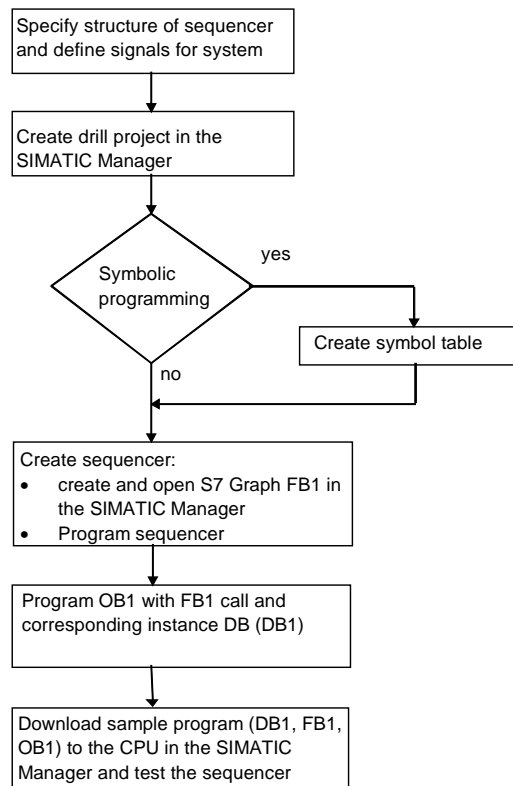 Specify structure of sequencer
and define signals for system
Create drill project in the
SIMATIC Manager
Symbolic
programming
yes
Create symbol table
no
Create sequencer:
• create and open S7 Graph FB1 in
the SIMATIC Manager
• Program sequencer
Program OB1 with FB1 call and
corresponding instance DB (DB1)
Download sample program (DB1, FB1,
OB1) to the CPU in the SIMATIC
Manager and test the sequencer